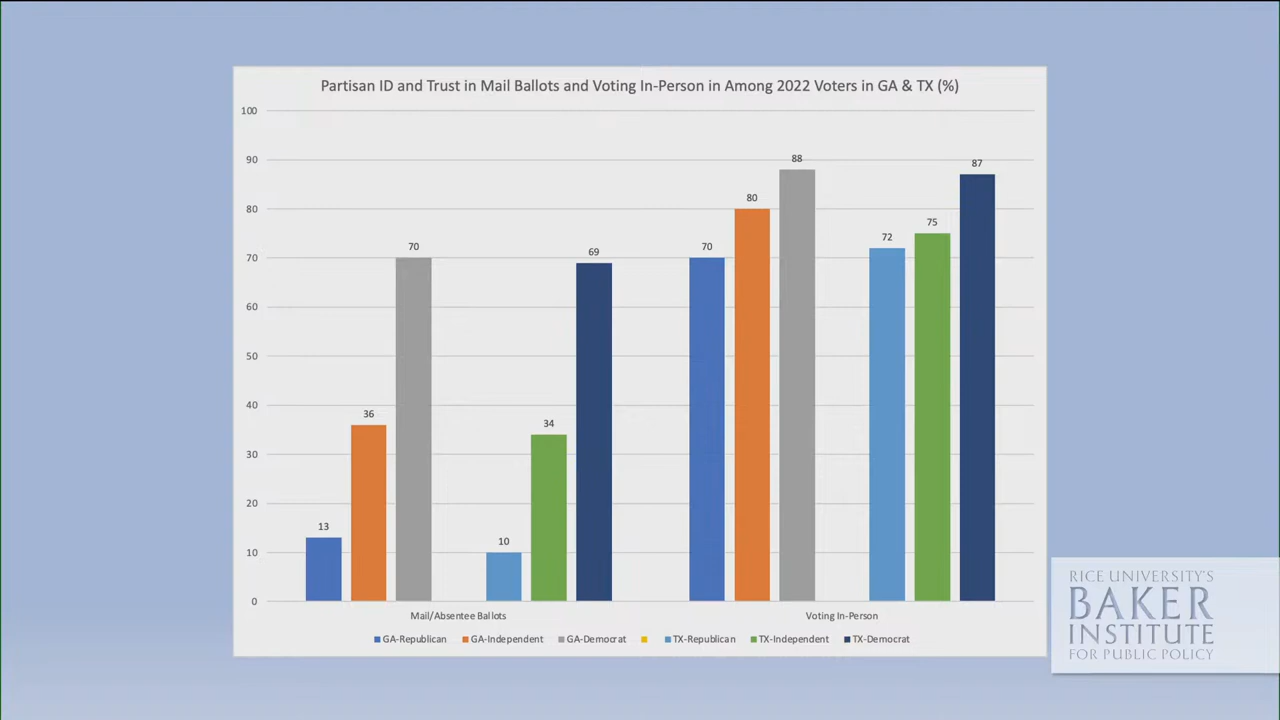 Partisan ID and Trust in Mail Ballots and Voting In-Person in Among 2022 Voters in GA & TX (%)
100
90
80
70
60
50
40
30
20
10
0
13
36
70
10
34
69
70
80
88
72
75
87
Mail/Absentee Ballots
Voting In-Person
GA-Republican GA-Independent GA-Democrat TX-Republican TX-Independent TX-Democrat
RICE UNIVERSITY'S
BAKER
INSTITUTE
FOR PUBLIC POLICY